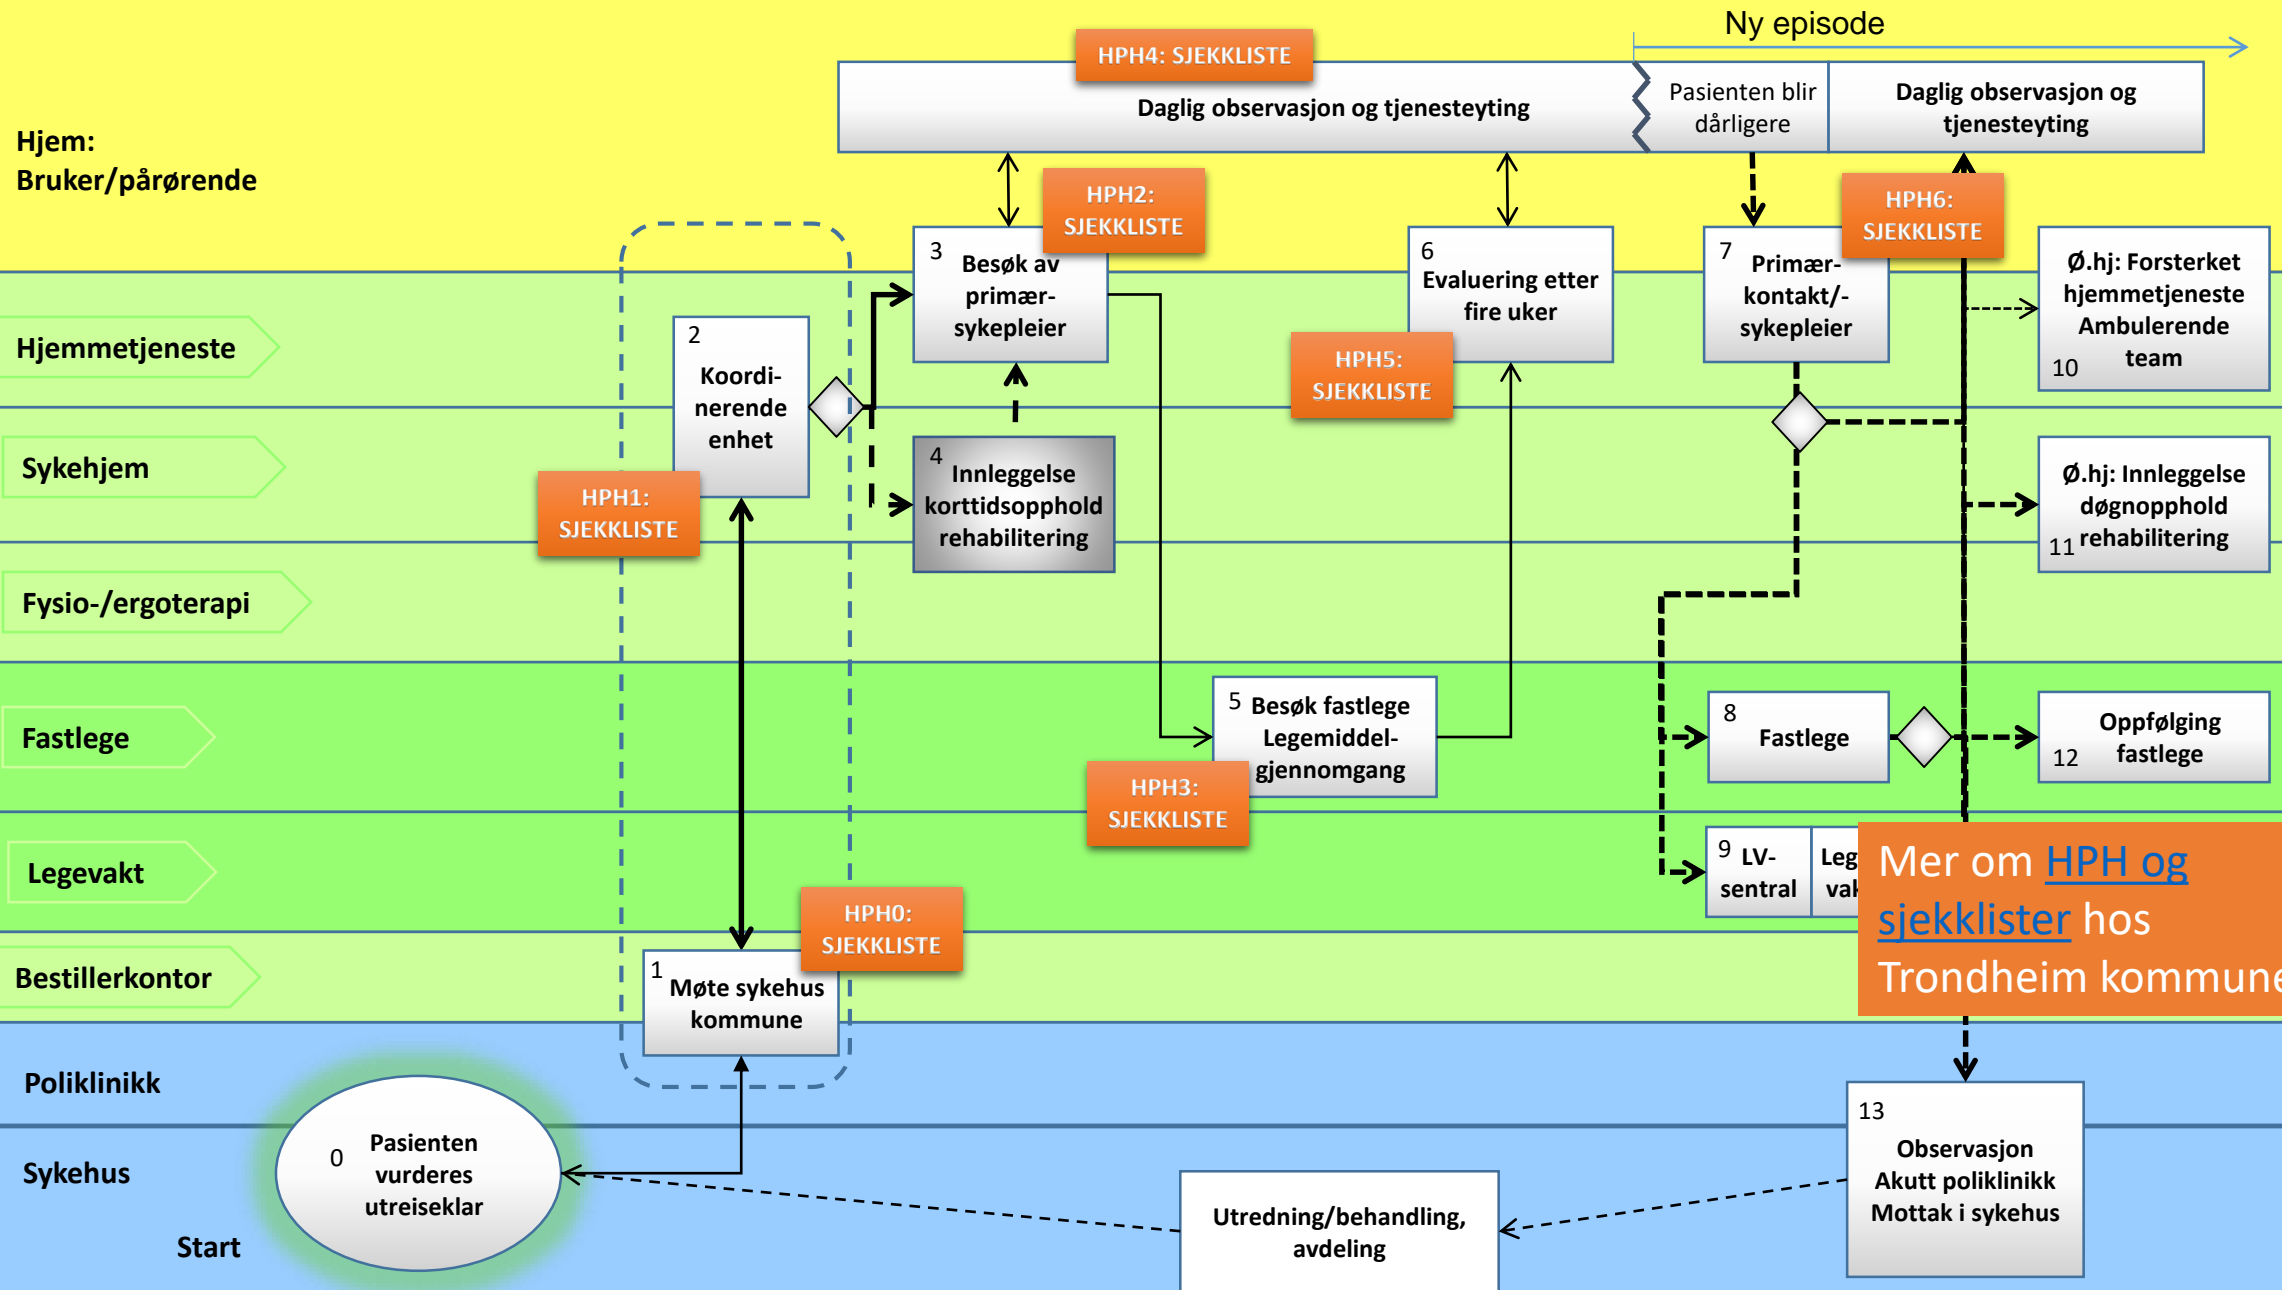 Ny episode
HPH4: SJEKKLISTE
Daglig observasjon og tjenesteyting
Pasienten blir
dårligere
Daglig observasjon og
tjenesteyting
Hjem:
Bruker/pårørende
HPH2:
SJEKKLISTE
HPH6:
SJEKKLISTE
3
Besøk av
primær-
sykepleier
6
Evaluering etter
fire uker
7
Primær-
kontakt/-
sykepleier
Ø.hj: Forsterket
hjemmetjeneste
Ambulerende
team
10
Hjemmetjeneste
2
Koordi-
nerende
enhet
HPH5:
SJEKKLISTE
Sykehjem
HPH1:
SJEKKLISTE
4
Innleggelse
korttidsopphold
rehabilitering
Ø.hj: Innleggelse
døgnopphold
11 rehabilitering
Fysio-/ergoterapi
Fastlege
5 Besøk fastlege
Legemiddel-
gjennomgang
HPH3:
SJEKKLISTE
8
Fastlege
Oppfølging
fastlege
12
Legevakt
9 LV-
sentral
HPH0:
SJEKKLISTE
Mer om HPH og
sjekklister hos
Trondheim kommune
Bestillerkontor
1
Møte sykehus
kommune
Poliklinikk
Sykehus
Start
0
Pasienten
vurderes
utreiseklar
Utredning/behandling,
avdeling
13
Observasjon
Akutt poliklinikk
Mottak i sykehus